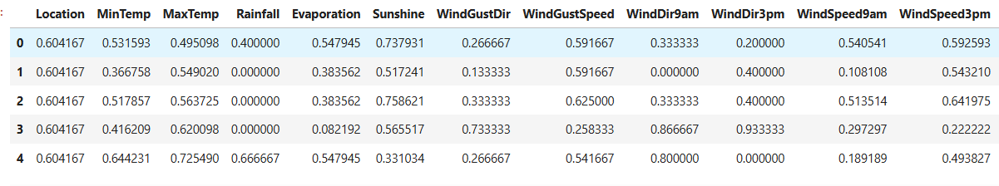 :
Location MinTemp MaxTemp Rainfall Evaporation Sunshine WindGustDir WindGustSpeed WindDir9am WindDir3pm WindSpeed9am WindSpeed3pm
0 0.604167 0.531593 0.495098 0.400000 0.547945 0.737931 0.266667 0.591667 0.333333 0.200000 0.540541 0.592593
1 0.604167 0.366758 0.549020 0.000000 0.383562 0.517241 0.133333 0.591667 0.000000 0.400000 0.108108 0.543210
2 0.604167 0.517857 0.563725 0.000000 0.383562 0.758621 0.333333 0.625000 0.333333 0.400000 0.513514 0.641975
3 0.604167 0.416209 0.620098 0.000000 0.082192 0.565517 0.733333 0.258333 0.866667 0.933333 0.297297 0.222222
4 0.604167 0.644231 0.725490 0.666667 0.547945 0.331034 0.266667 0.541667 0.800000 0.000000 0.189189 0.493827